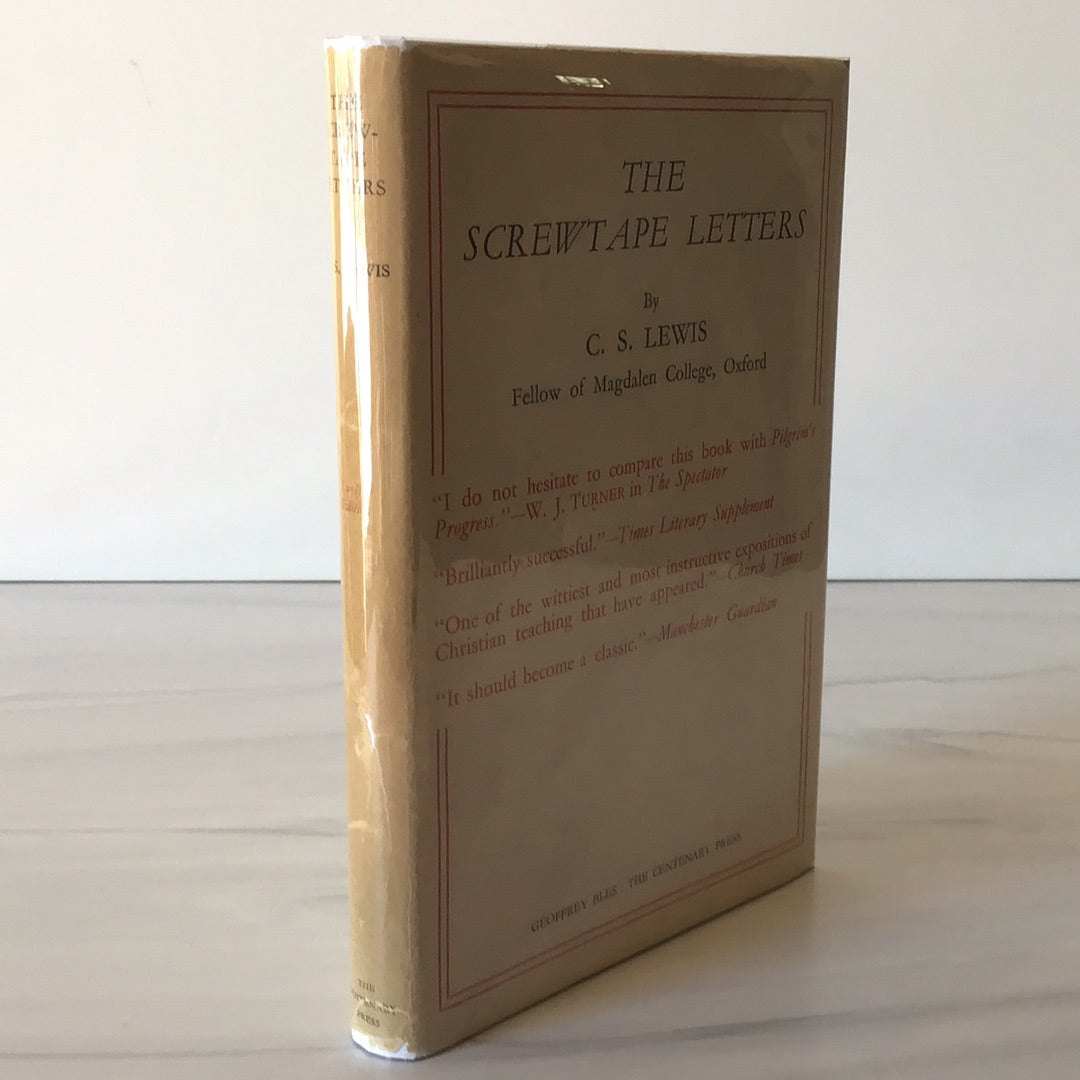 THE
SCREWTAPE LETTERS
By
C. S. LEWIS
Fellow of Magdalen College, Oxford
“I do not hesitate to compare this book with Pilgrim's
Progress.”—W. J. TURNER in The Spectator
“Brilliantly successful.”—Times Literary Supplement
“One of the wittiest and most instructive expositions of
Christian teaching that have appeared.”—Church Times
“It should become a classic.”—Manchester Guardian
GEOFFREY BLES : THE CENTENARY PRESS
THE
PRESS